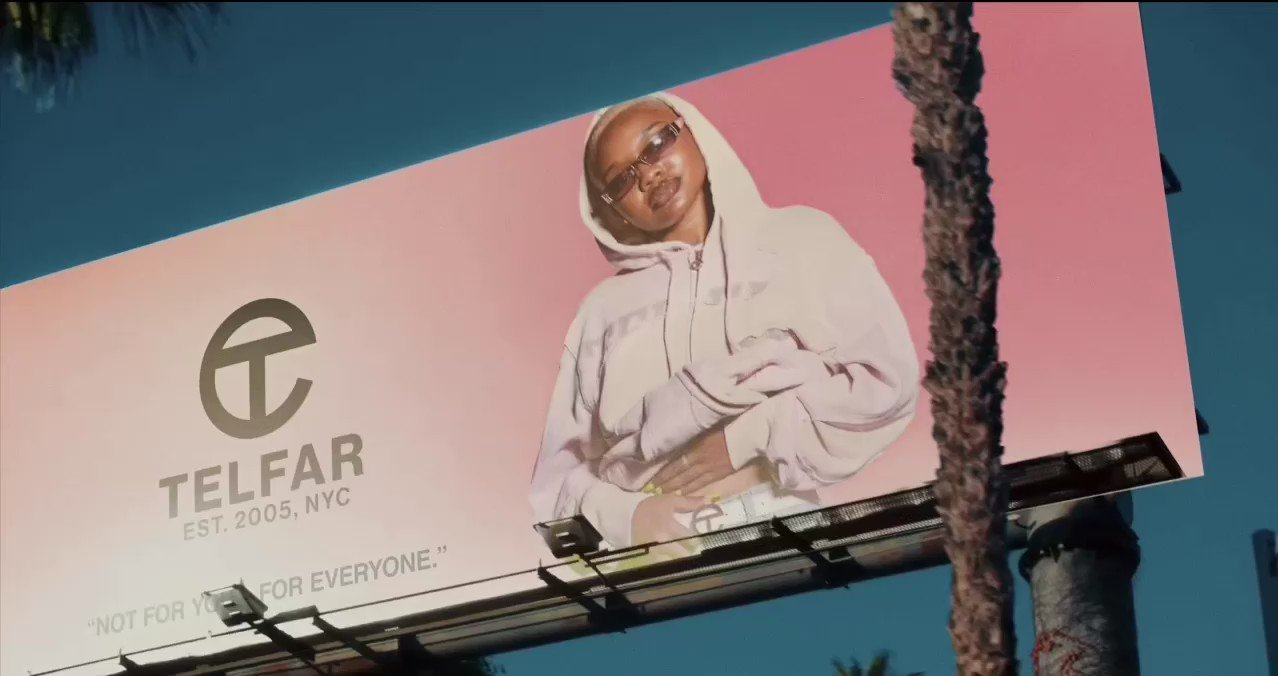 TELFAR
EST. 2005, NYC
"NOT FOR FOR EVERYONE."